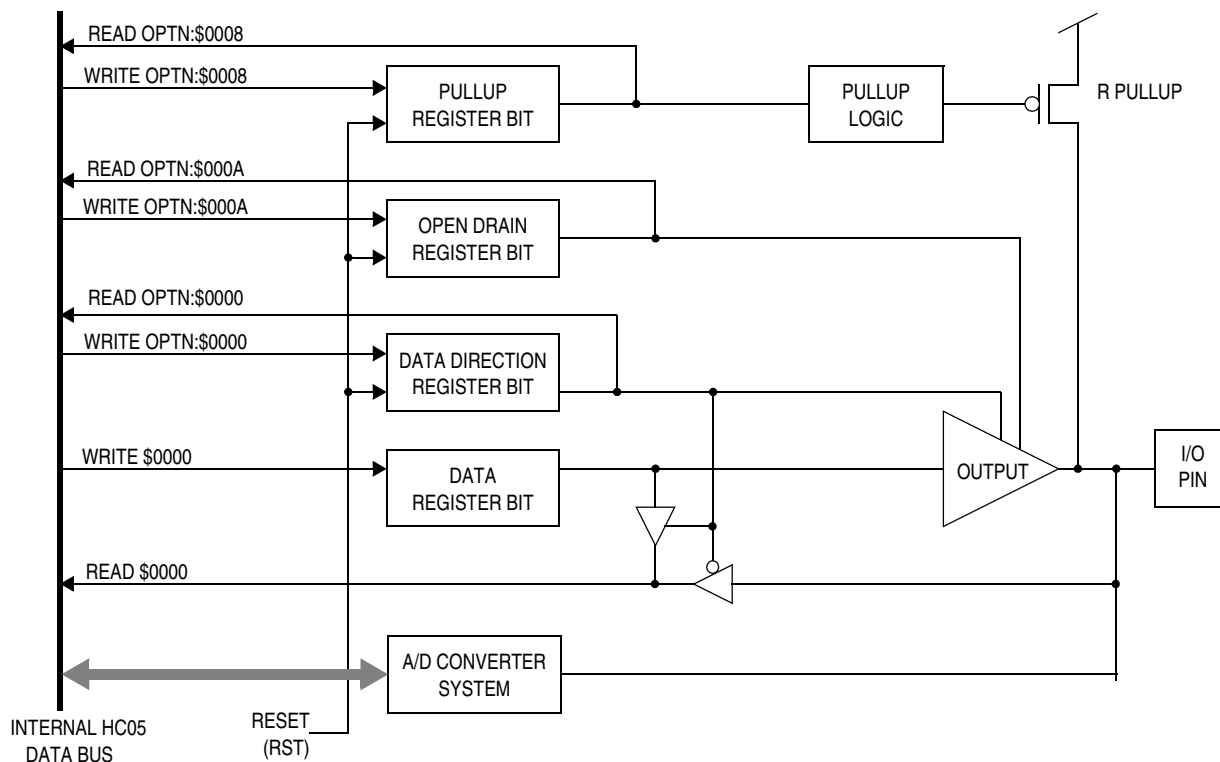 READ OPTN:$0008
WRITE OPTN:$0008
PULLUP
REGISTER BIT
PULLUP
LOGIC
R PULLUP
READ OPTN:$000A
WRITE OPTN:$000A
OPEN DRAIN
REGISTER BIT
READ OPTN:$0000
WRITE OPTN:$0000
DATA DIRECTION
REGISTER BIT
WRITE $0000
DATA
REGISTER BIT
OUTPUT
I/O
PIN
READ $0000
A/D CONVERTER
SYSTEM
INTERNAL HC05
DATA BUS
RESET
(RST)